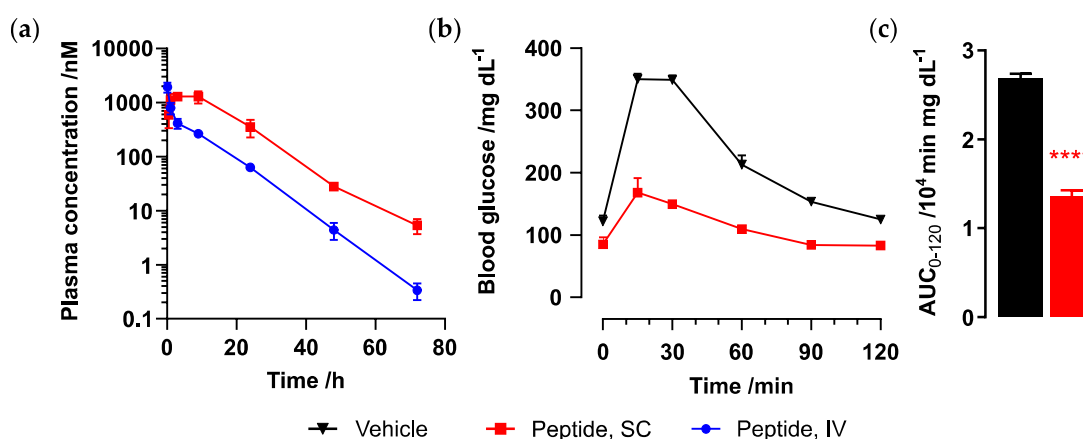 (a)
Plasma concentration /nM
10000
1000
100
10
1
0.1
0 20 40 60 80
Time /h
(b)
Blood glucose /mg dL-1
400
300
200
100
0
0 30 60 90 120
Time /min
(c)
AUC0-120 /10^4 min mg dL-1
3
2
1
0
****
Vehicle Peptide, SC Peptide, IV